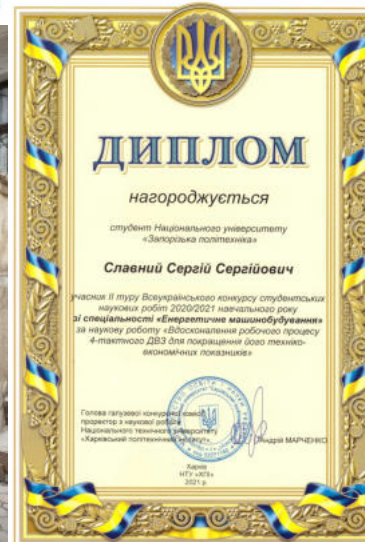 ДИПЛОМ
нагороджується
студент Національного університету
«Запорізька політехніка»
Славний Сергій Сергійович
учасник II туру Всеукраїнського конкурсу студентських
наукових робіт 2020/2021 навчального року
зі спеціальності «Енергетичне машинобудування»
за наукову роботу «Вдосконалення робочого процесу
4-тактного ДВЗ для покращення його техніко-
економічних показників»
Голова галузевої конкурсної комісії,
проректор з наукової роботи
Національного технічного університету
«Харківський політехнічний інститут»
Андрій МАРЧЕНКО
Харків
НТУ «ХПІ»
2021 р.